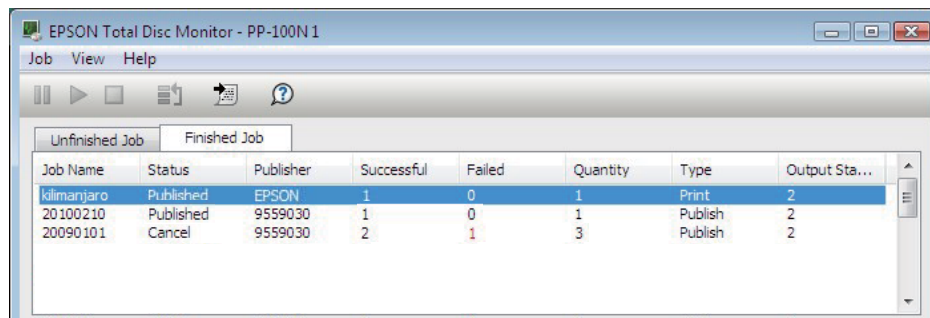 EPSON Total Disc Monitor - PP-100N 1
Job View Help
Unfinished Job Finished Job
Job Name Status Publisher Successful Failed Quantity Type Output Sta...
kilimanjaro Published EPSON 1 0 1 Print 2
20100210 Published 9559030 1 0 1 Publish 2
20090101 Cancel 9559030 2 1 3 Publish 2